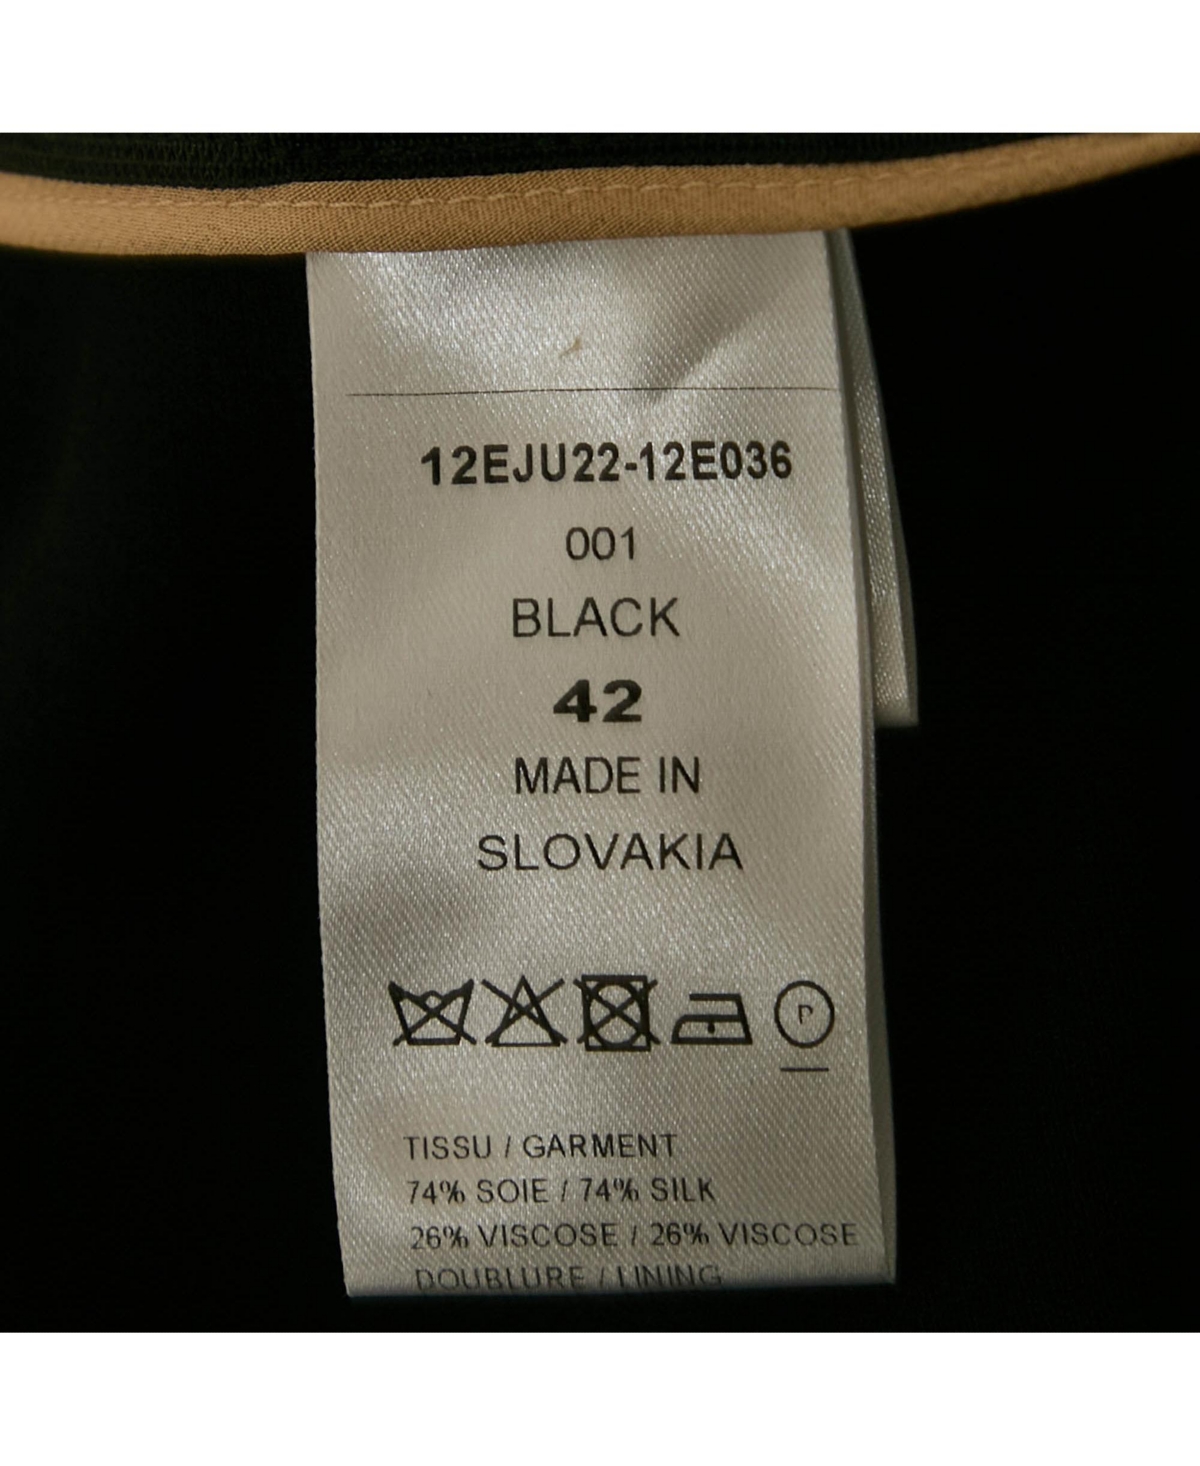 12EJU22-12E036
001
BLACK
42
MADE IN
SLOVAKIA
P
TISSU / GARMENT
74% SOIE / 74% SILK
26% VISCOSE / 26% VISCOSE
DOUBLURE / LINING